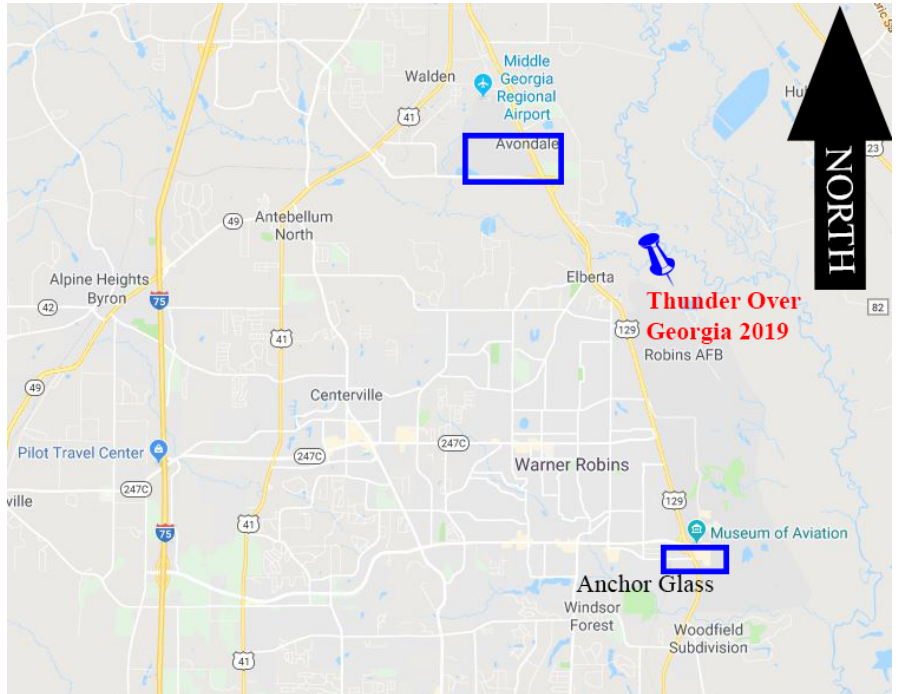 Middle
Georgia
Regional
Airport
Walden
41
Avondale
23
NORTH
49
Antebellum
North
Alpine Heights
Byron
75
42
Elberta
Thunder Over
Georgia 2019
82
129
41
Robins AFB
49
Centerville
247C
Pilot Travel Center
247C
Warner Robins
ville
247C
129
41
75
Museum of Aviation
Anchor Glass
Windsor
Forest
Woodfield
Subdivision
41